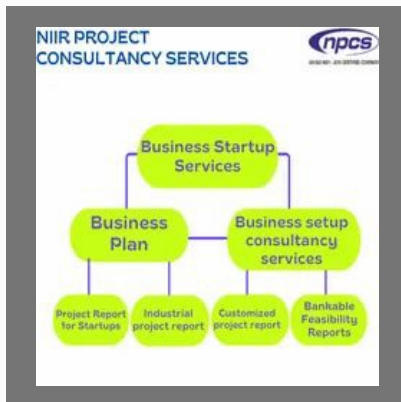 NIIR PROJECT
CONSULTANCY SERVICES
npcs
Business Startup
Services
Business
Plan
Business setup
consultancy
services
Project Report
for Startups
Industrial
project report
Customized
project report
Bankable
Feasibility
Reports